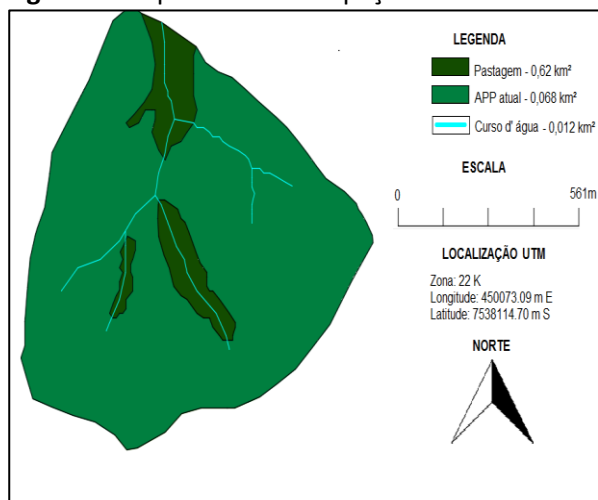 LEGENDA
Pastagem - 0,62 km²
APP atual - 0,068 km²
Curso d' água - 0,012 km²
ESCALA
0 561m
LOCALIZAÇÃO UTM
Zona: 22 K
Longitude: 450073.09 m E
Latitude: 7538114.70 m S
NORTE